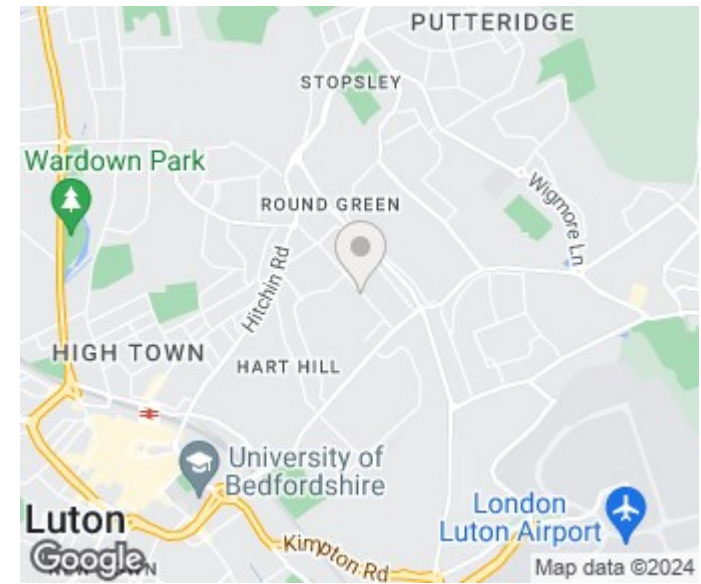 PUTTERIDGE
STOPSLEY
Wardown Park
Wigmore Ln
ROUND GREEN
Hitchin Rd
HIGH TOWN
HART HILL
University of
Bedfordshire
Luton
London
Luton Airport
Kimpton Rd
Google
Map data ©2024